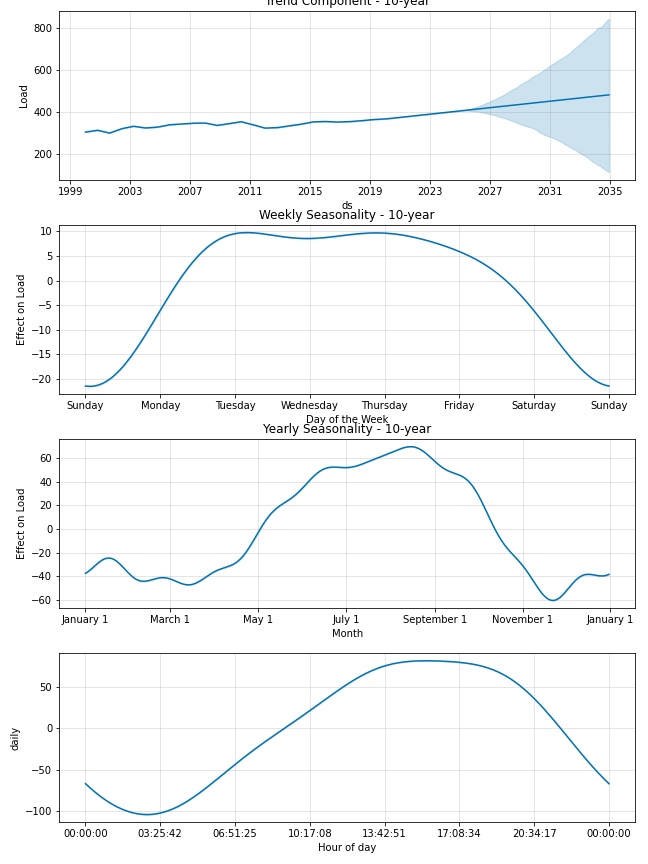 Trend Component - 10-year
800
600
400
200
Load
1999 2003 2007 2011 2015 2019 2023 2027 2031 2035
ds
Weekly Seasonality - 10-year
10
5
0
−5
−10
−15
−20
Effect on Load
Sunday Monday Tuesday Wednesday Thursday Friday Saturday Sunday
Day of the Week
Yearly Seasonality - 10-year
60
40
20
0
−20
−40
−60
Effect on Load
January 1 March 1 May 1 July 1 September 1 November 1 January 1
Month
50
0
−50
−100
daily
00:00:00 03:25:42 06:51:25 10:17:08 13:42:51 17:08:34 20:34:17 00:00:00
Hour of day